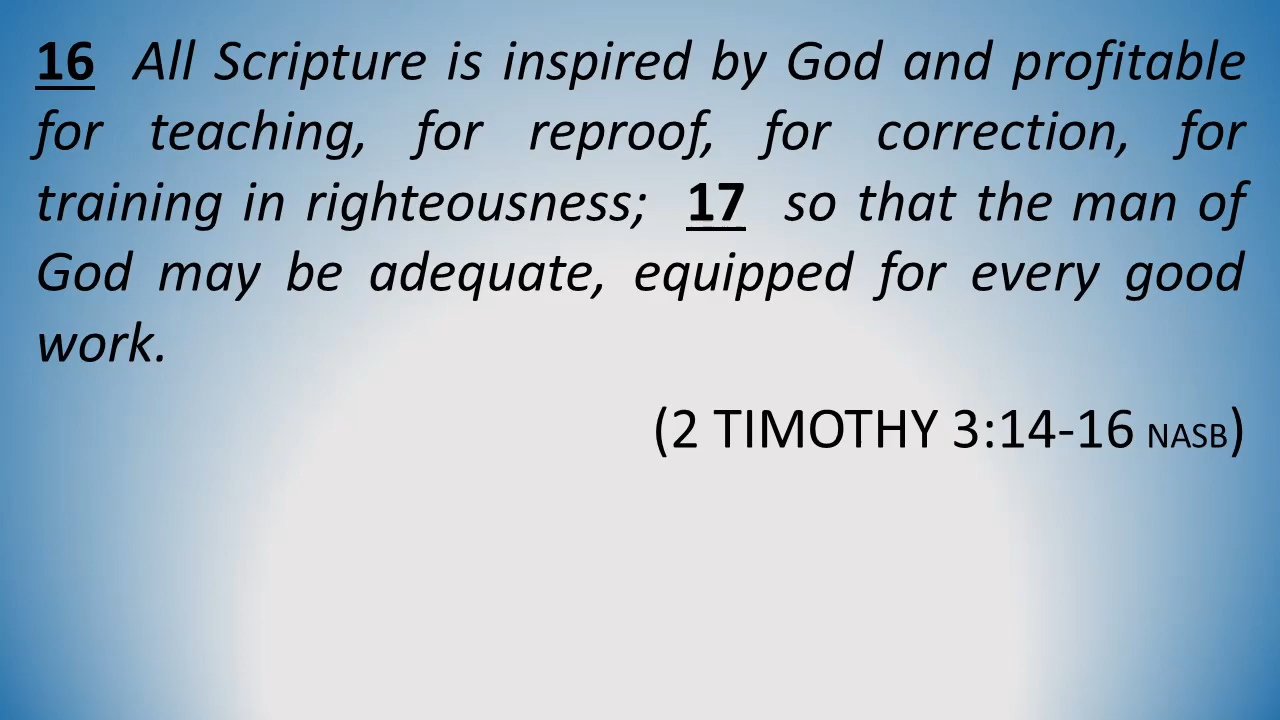 16 All Scripture is inspired by God and profitable
for teaching, for reproof, for correction, for
training in righteousness; 17 so that the man of
God may be adequate, equipped for every good
work.
(2 TIMOTHY 3:14-16 NASB)